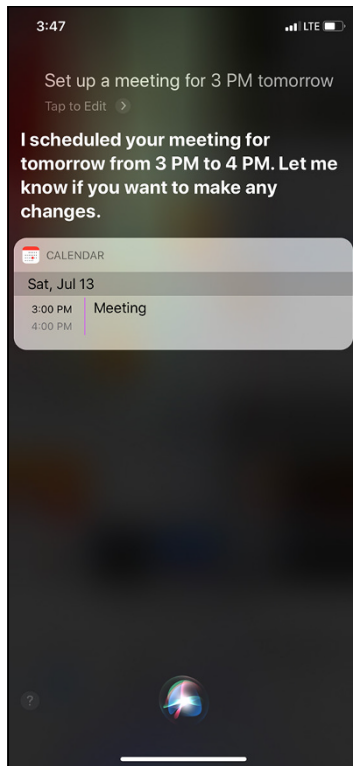 3:47 LTE
Set up a meeting for 3 PM tomorrow
Tap to Edit
I scheduled your meeting for
tomorrow from 3 PM to 4 PM. Let me
know if you want to make any
changes.
CALENDAR
Sat, Jul 13
3:00 PM Meeting
4:00 PM
?